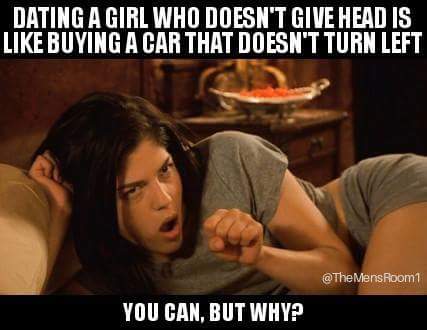 DATING A GIRL WHO DOESN'T GIVE HEAD IS
LIKE BUYING A CAR THAT DOESN'T TURN LEFT
@TheMensRoom1
YOU CAN, BUT WHY?